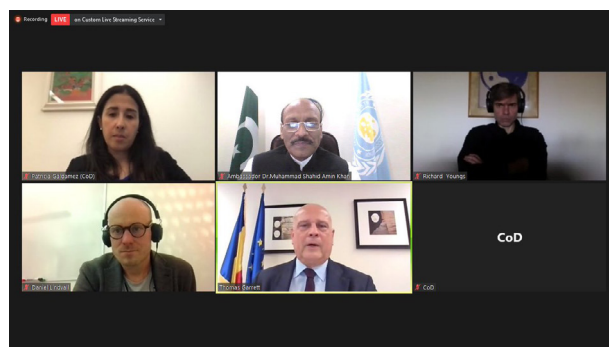 Recording
LIVE
on Custom Live Streaming Service
Patricia Galdamez (CoD)
Ambassador Dr.Muhammad Shahid Amin Khan
Richard Youngs
Daniel Lindvall
Thomas Garrett
CoD
CoD